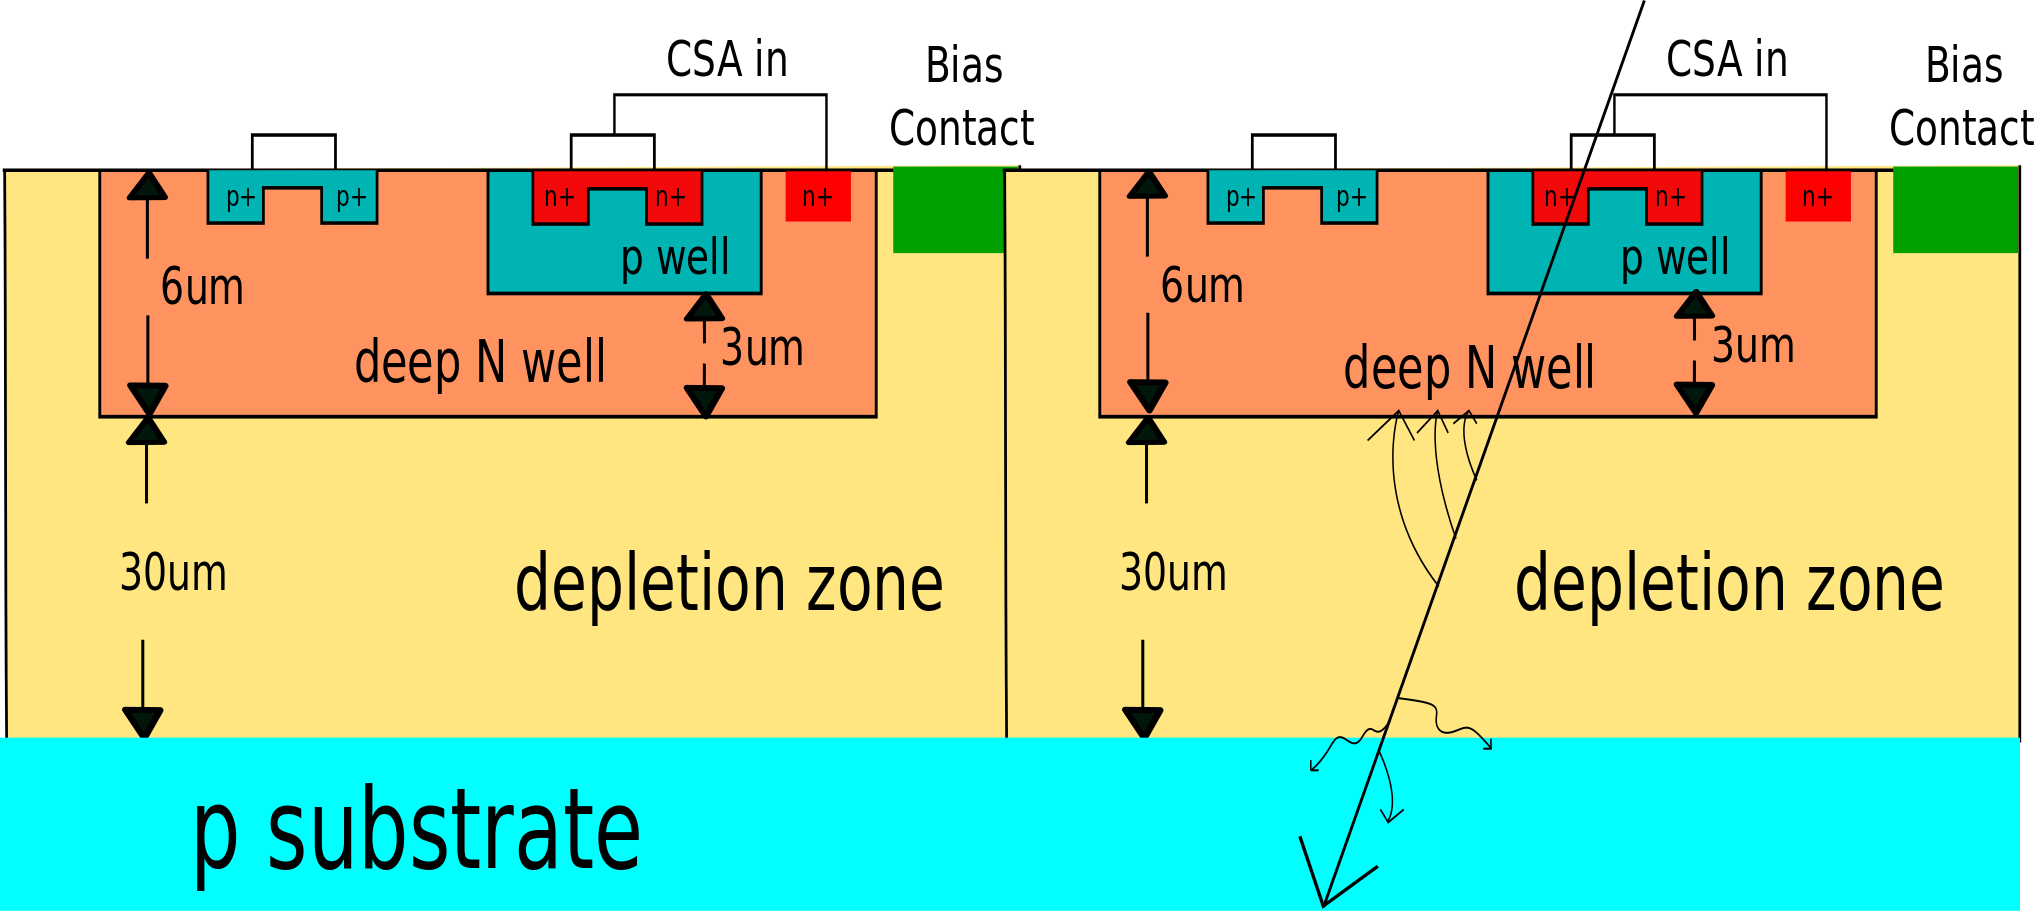 CSA in
Bias
Contact
CSA in
Bias
Contact
p+
p+
n+
n+
n+
p+
p+
n+
n+
n+
p well
p well
6um
6um
3um
3um
deep N well
deep N well
30um
depletion zone
30um
depletion zone
p substrate